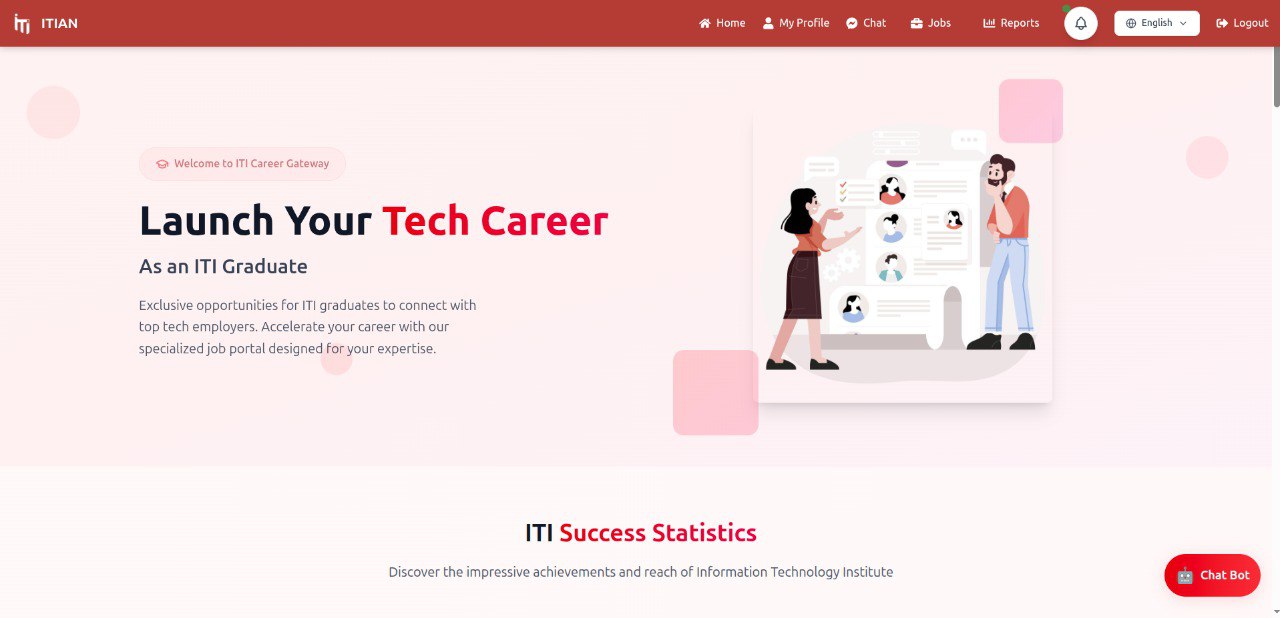 iTi ITIAN Home My Profile Chat Jobs Reports English Logout
Welcome to ITI Career Gateway
Launch Your Tech Career
As an ITI Graduate
Exclusive opportunities for ITI graduates to connect with
top tech employers. Accelerate your career with our
specialized job portal designed for your expertise.
ITI Success Statistics
Discover the impressive achievements and reach of Information Technology Institute
Chat Bot